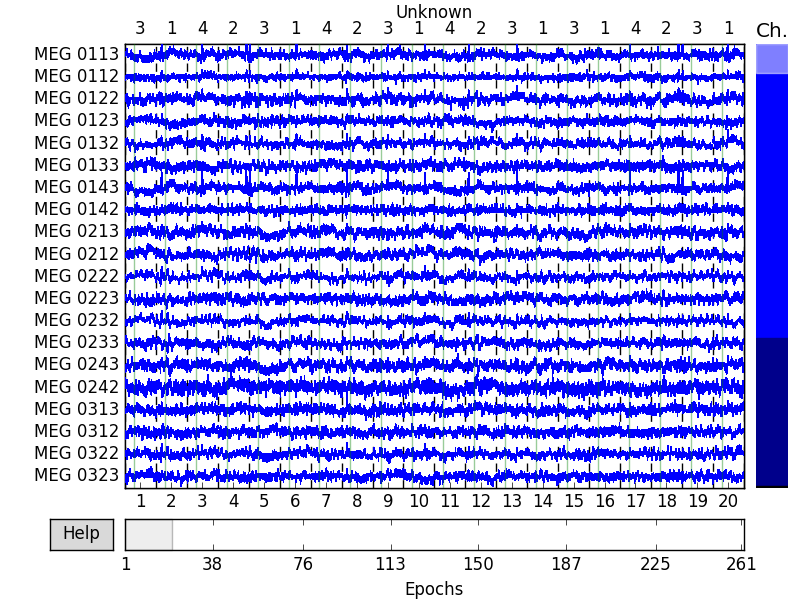 Unknown
3 1 4 2 3 1 4 2 3 1 4 2 3 1 3 1 4 2 3 1
Ch.
MEG 0113
MEG 0112
MEG 0122
MEG 0123
MEG 0132
MEG 0133
MEG 0143
MEG 0142
MEG 0213
MEG 0212
MEG 0222
MEG 0223
MEG 0232
MEG 0233
MEG 0243
MEG 0242
MEG 0313
MEG 0312
MEG 0322
MEG 0323
1 2 3 4 5 6 7 8 9 10 11 12 13 14 15 16 17 18 19 20
Help
1 38 76 113 150 187 225 261
Epochs